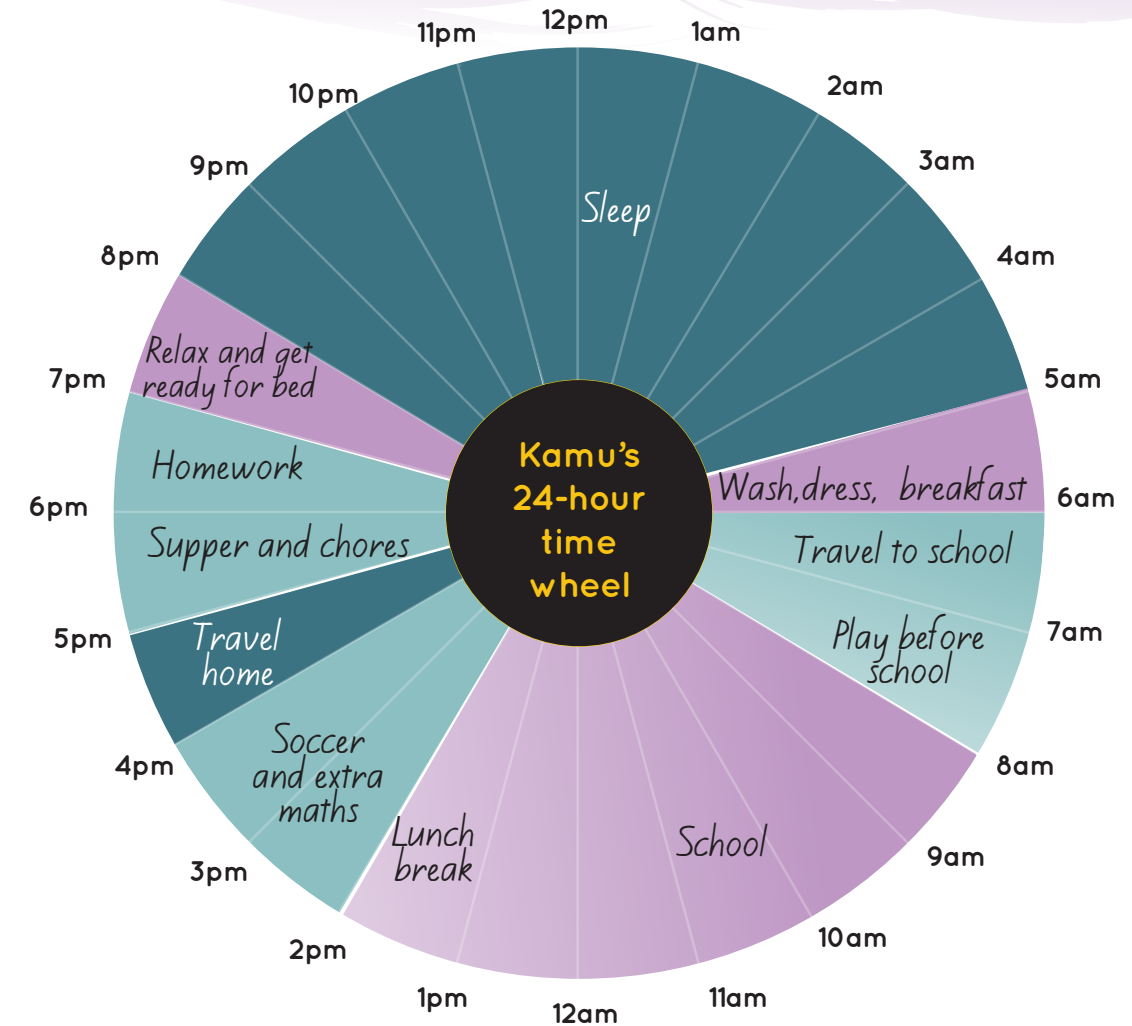 12pm
1am
2am
3am
4am
5am
6am
7am
8am
9am
10am
11am
12am
1pm
2pm
3pm
4pm
5pm
6pm
7pm
8pm
9pm
10pm
11pm
Sleep
Wash,dress, breakfast
Travel to school
Play before
school
School
Lunch
break
Soccer
and extra
maths
Travel
home
Supper and chores
Homework
Relax and get
ready for bed
Kamu's
24-hour
time
wheel